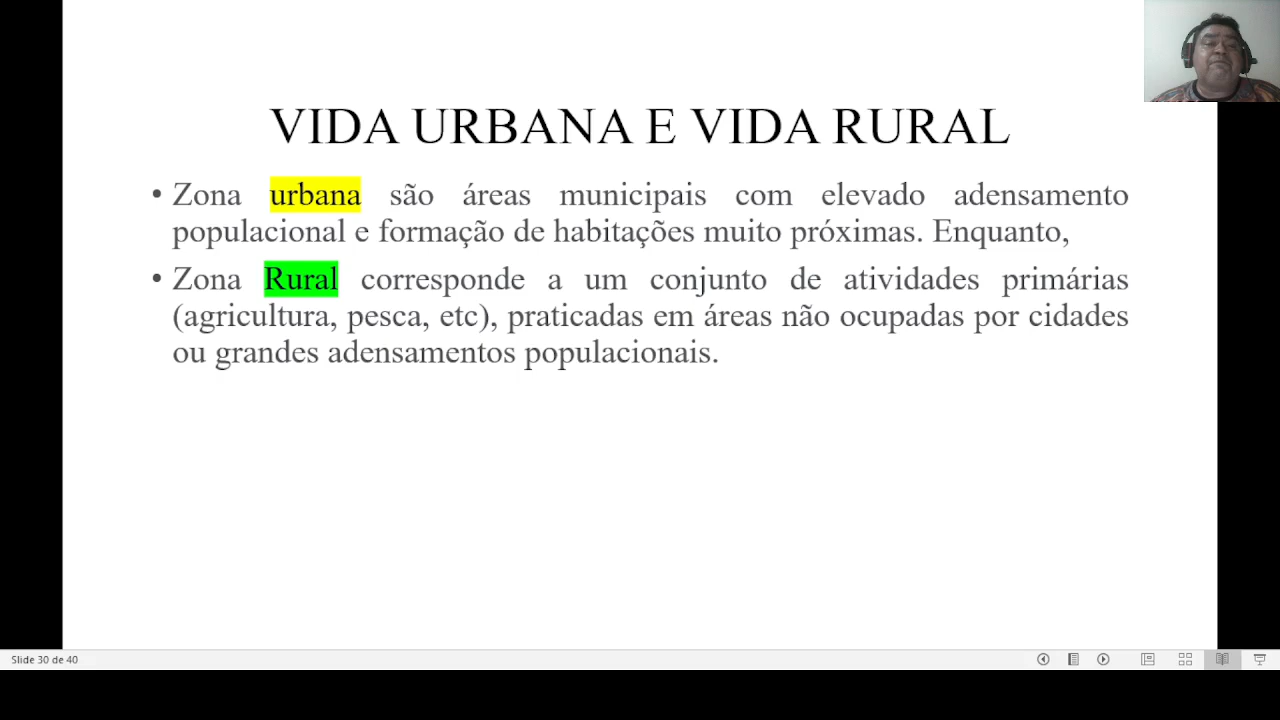 VIDA URBANA E VIDA RURAL
• Zona urbana são áreas municipais com elevado adensamento
populacional e formação de habitações muito próximas. Enquanto,
• Zona Rural corresponde a um conjunto de atividades primárias
(agricultura, pesca, etc), praticadas em áreas não ocupadas por cidades
ou grandes adensamentos populacionais.
Slide 30 de 40